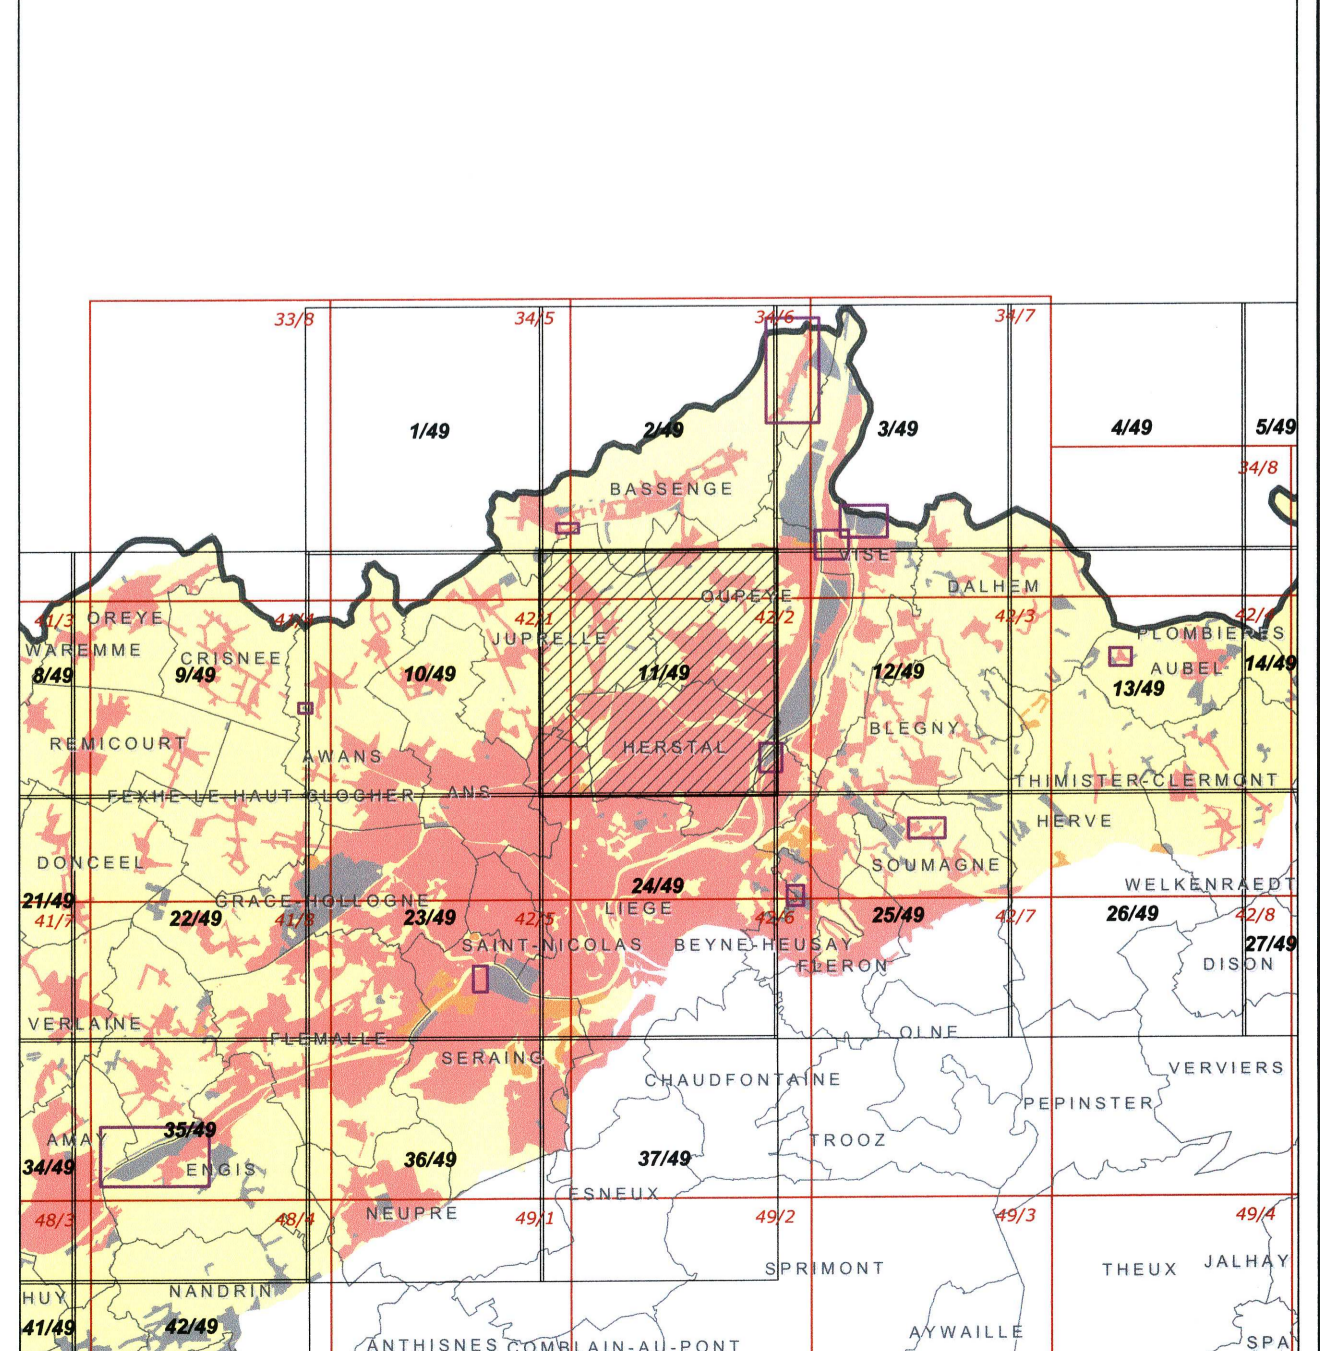 33/8 34/5 34/6 34/7
1/49 2/49 3/49 4/49 5/49
34/8
BASSENGE
VISE
DALHEM
OUPEYE
41/3 OREYE 41/4 42/1 42/2 42/3 42/4
JUPRELLE PLOMBIERES
WAREMME CRISNEE AUBEL
8/49 9/49 10/49 11/49 12/49 13/49 14/49
BLEGNY
REMICOURT AWANS HERSTAL
THIMISTER-CLERMONT
FEXHE-LE-HAUT-CLOCHER ANS
HERVE
DONCEEL SOUMAGNE
WELKENRAEDT
21/49 GRACE-HOLLOGNE 24/49
LIEGE
41/7 22/49 41/8 23/49 42/5 42/6 25/49 42/7 26/49 42/8
SAINT-NICOLAS BEYNE-HEUSAY 27/49
FLERON DISON
VERLAINE OLNE
FLEMALLE
SERAING
CHAUDFONTAINE VERVIERS
PEPINSTER
AMAY 35/49 TROOZ
34/49 ENGIS 36/49 37/49
ESNEUX
48/3 48/4 NEUPRE 49/1 49/2 49/3 49/4
SPRIMONT THEUX JALHAY
HUY NANDRIN
41/49 42/49 AYWAILLE
ANTHISNES COMBLAIN-AU-PONT SPA